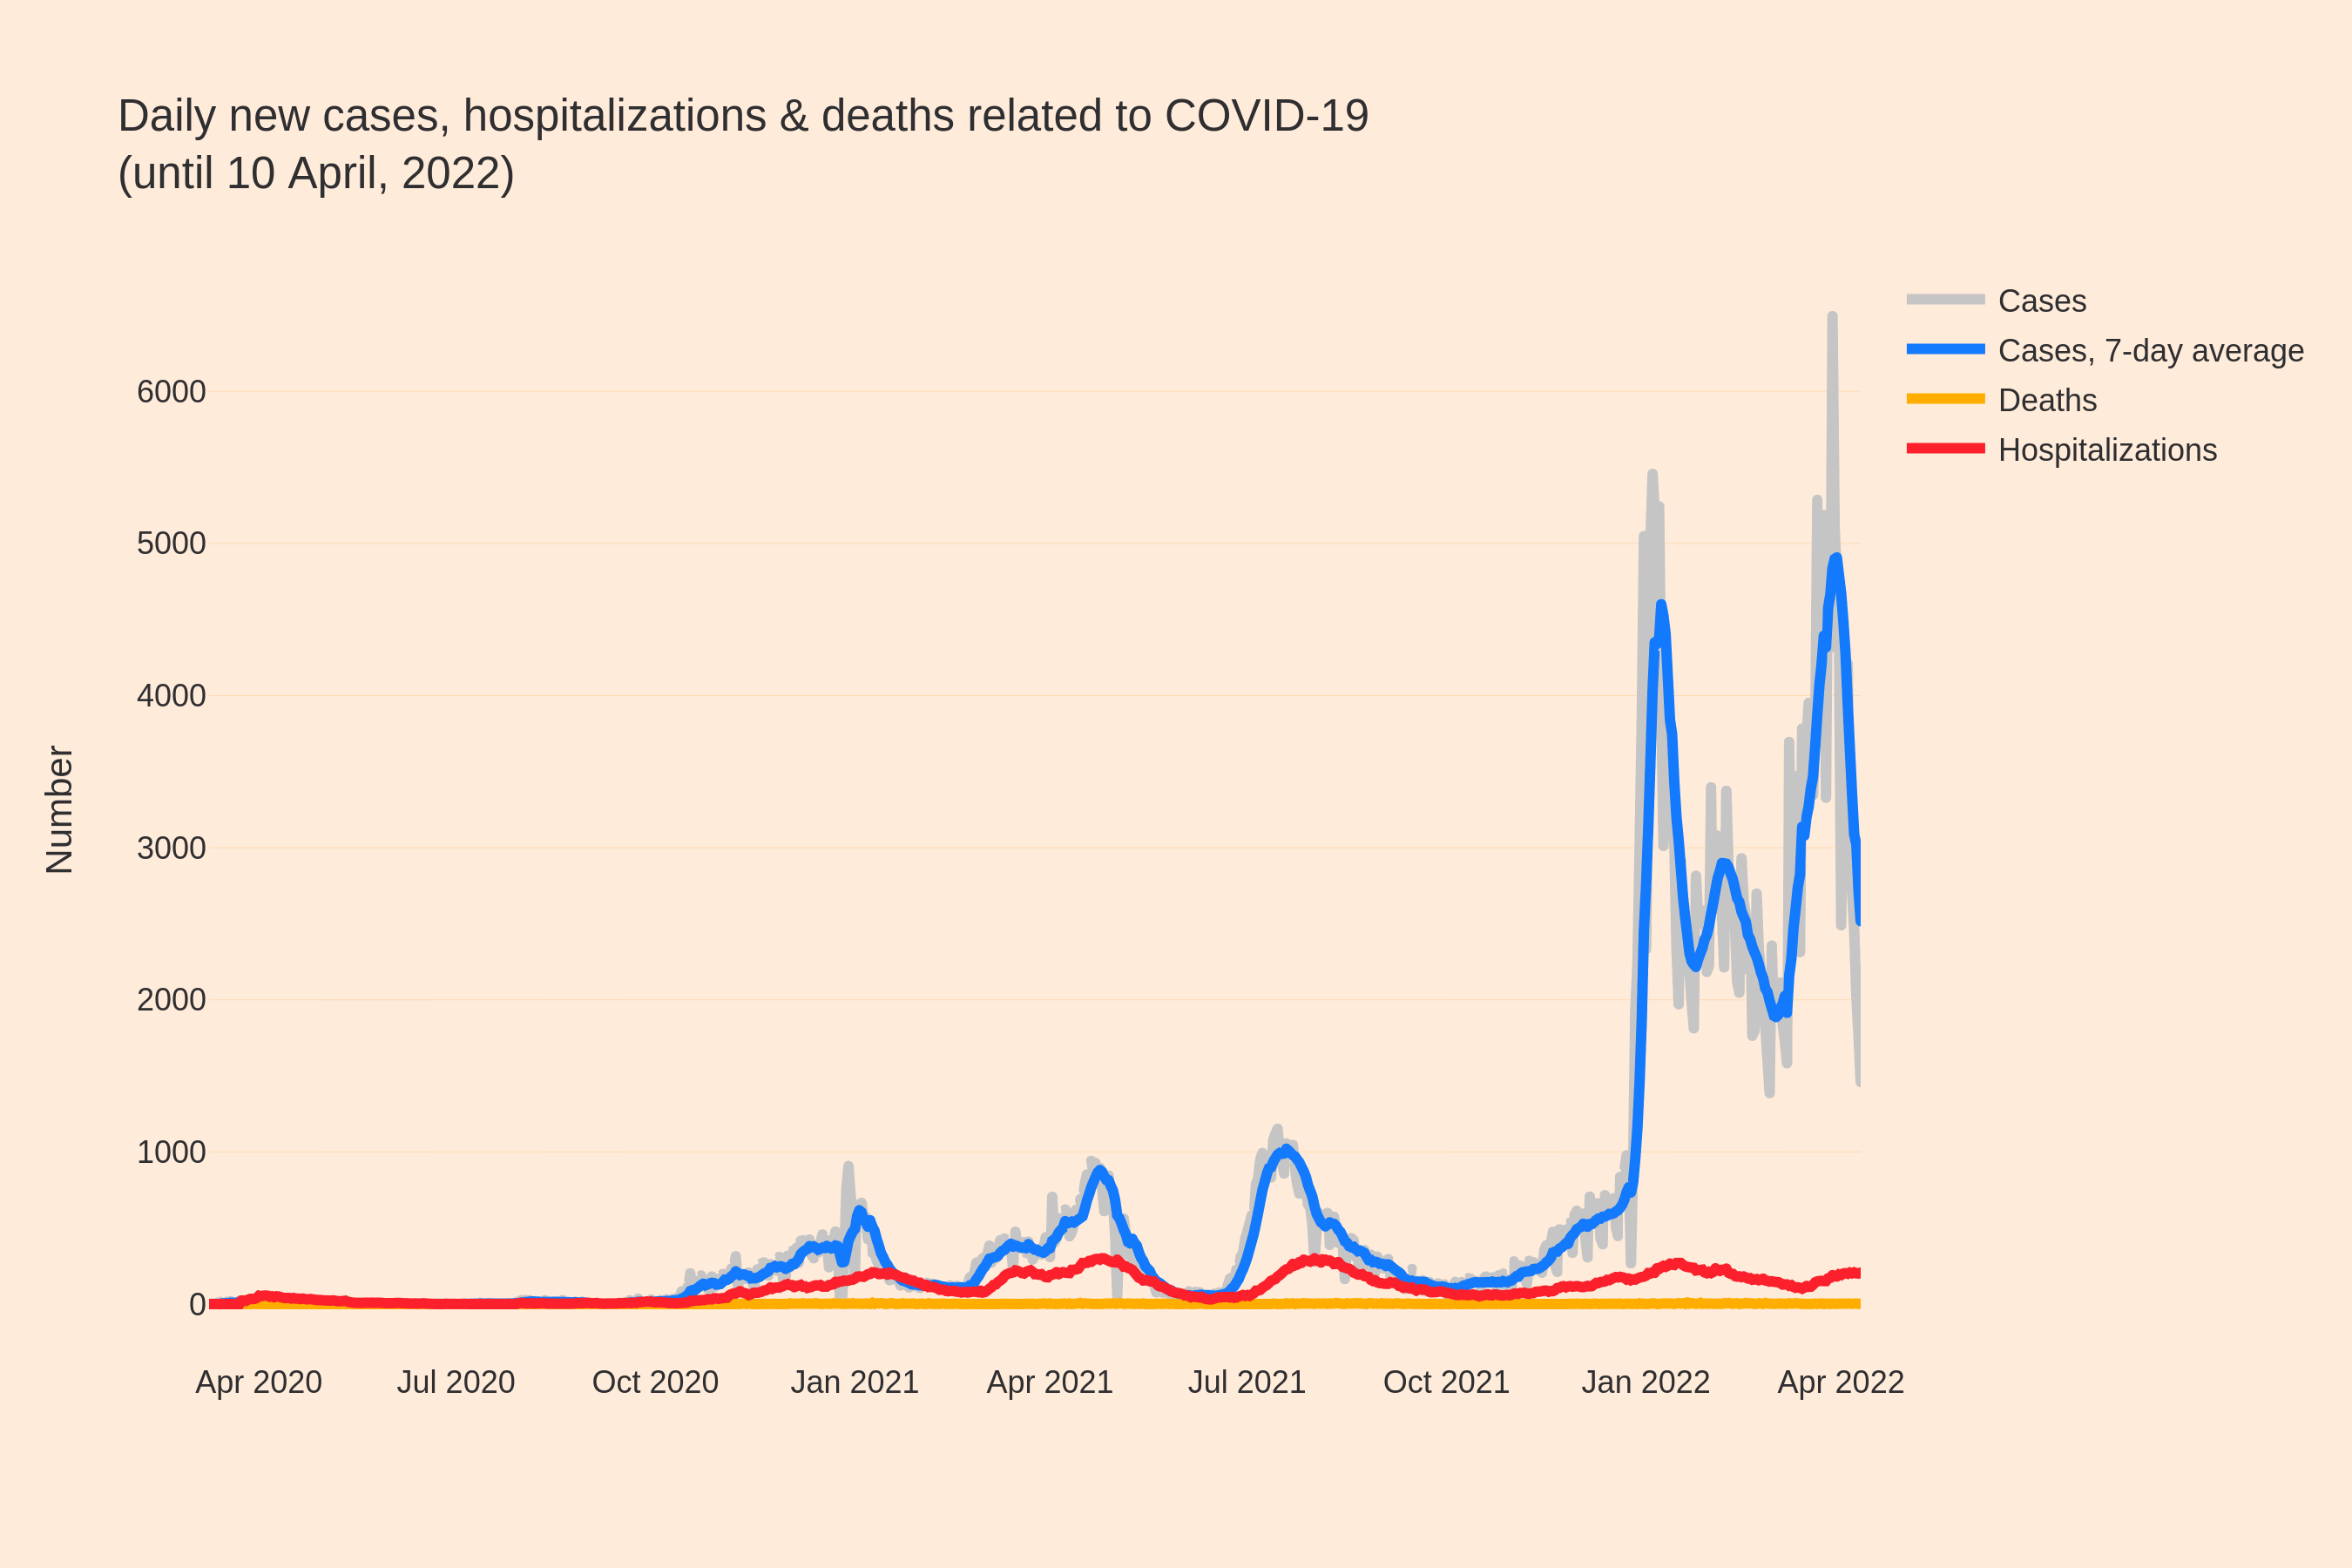 Daily new cases, hospitalizations & deaths related to COVID-19
(until 10 April, 2022)
Cases
Cases, 7-day average
Deaths
Hospitalizations
Number
6000
5000
4000
3000
2000
1000
0
Apr 2020
Jul 2020
Oct 2020
Jan 2021
Apr 2021
Jul 2021
Oct 2021
Jan 2022
Apr 2022